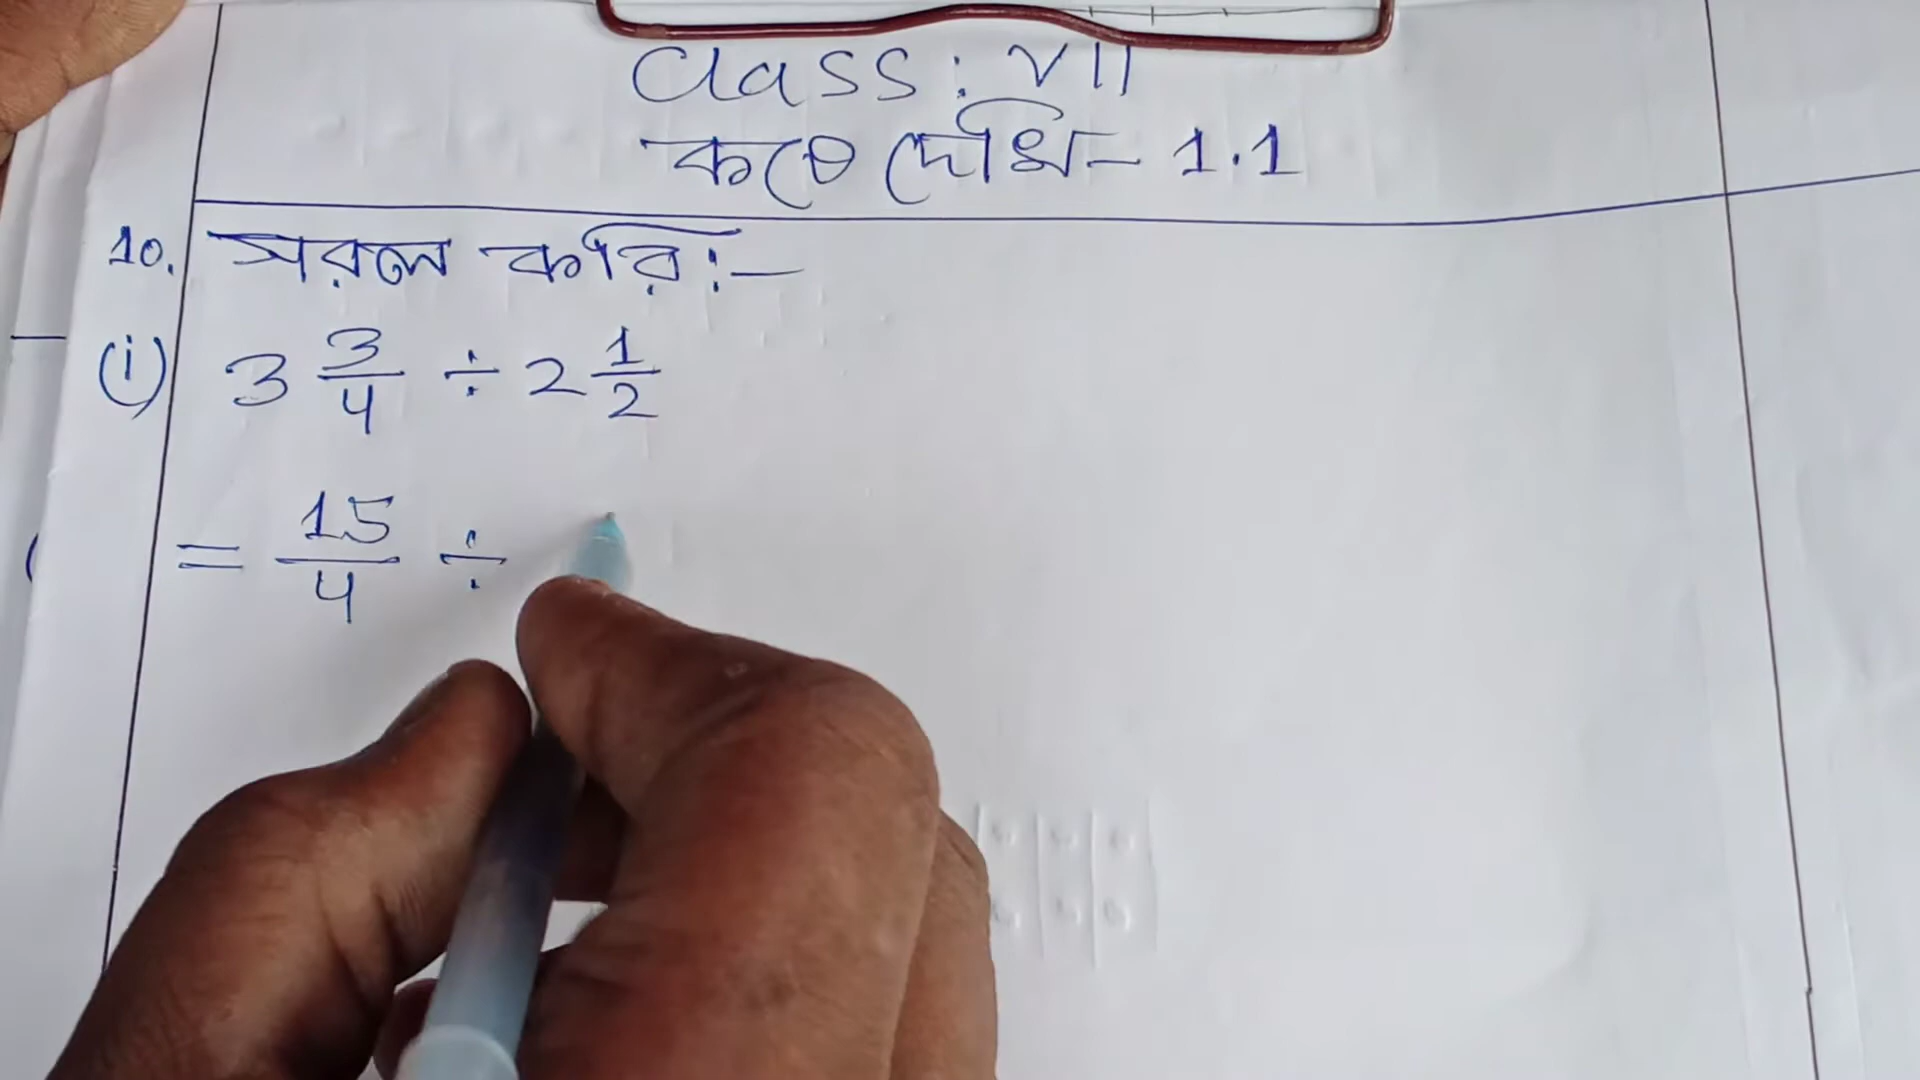 Class: VII
কষে দেখি- 1.1
10. সরল করি:-
(i) 3 3/4 ÷ 2 1/2
= 15/4 ÷